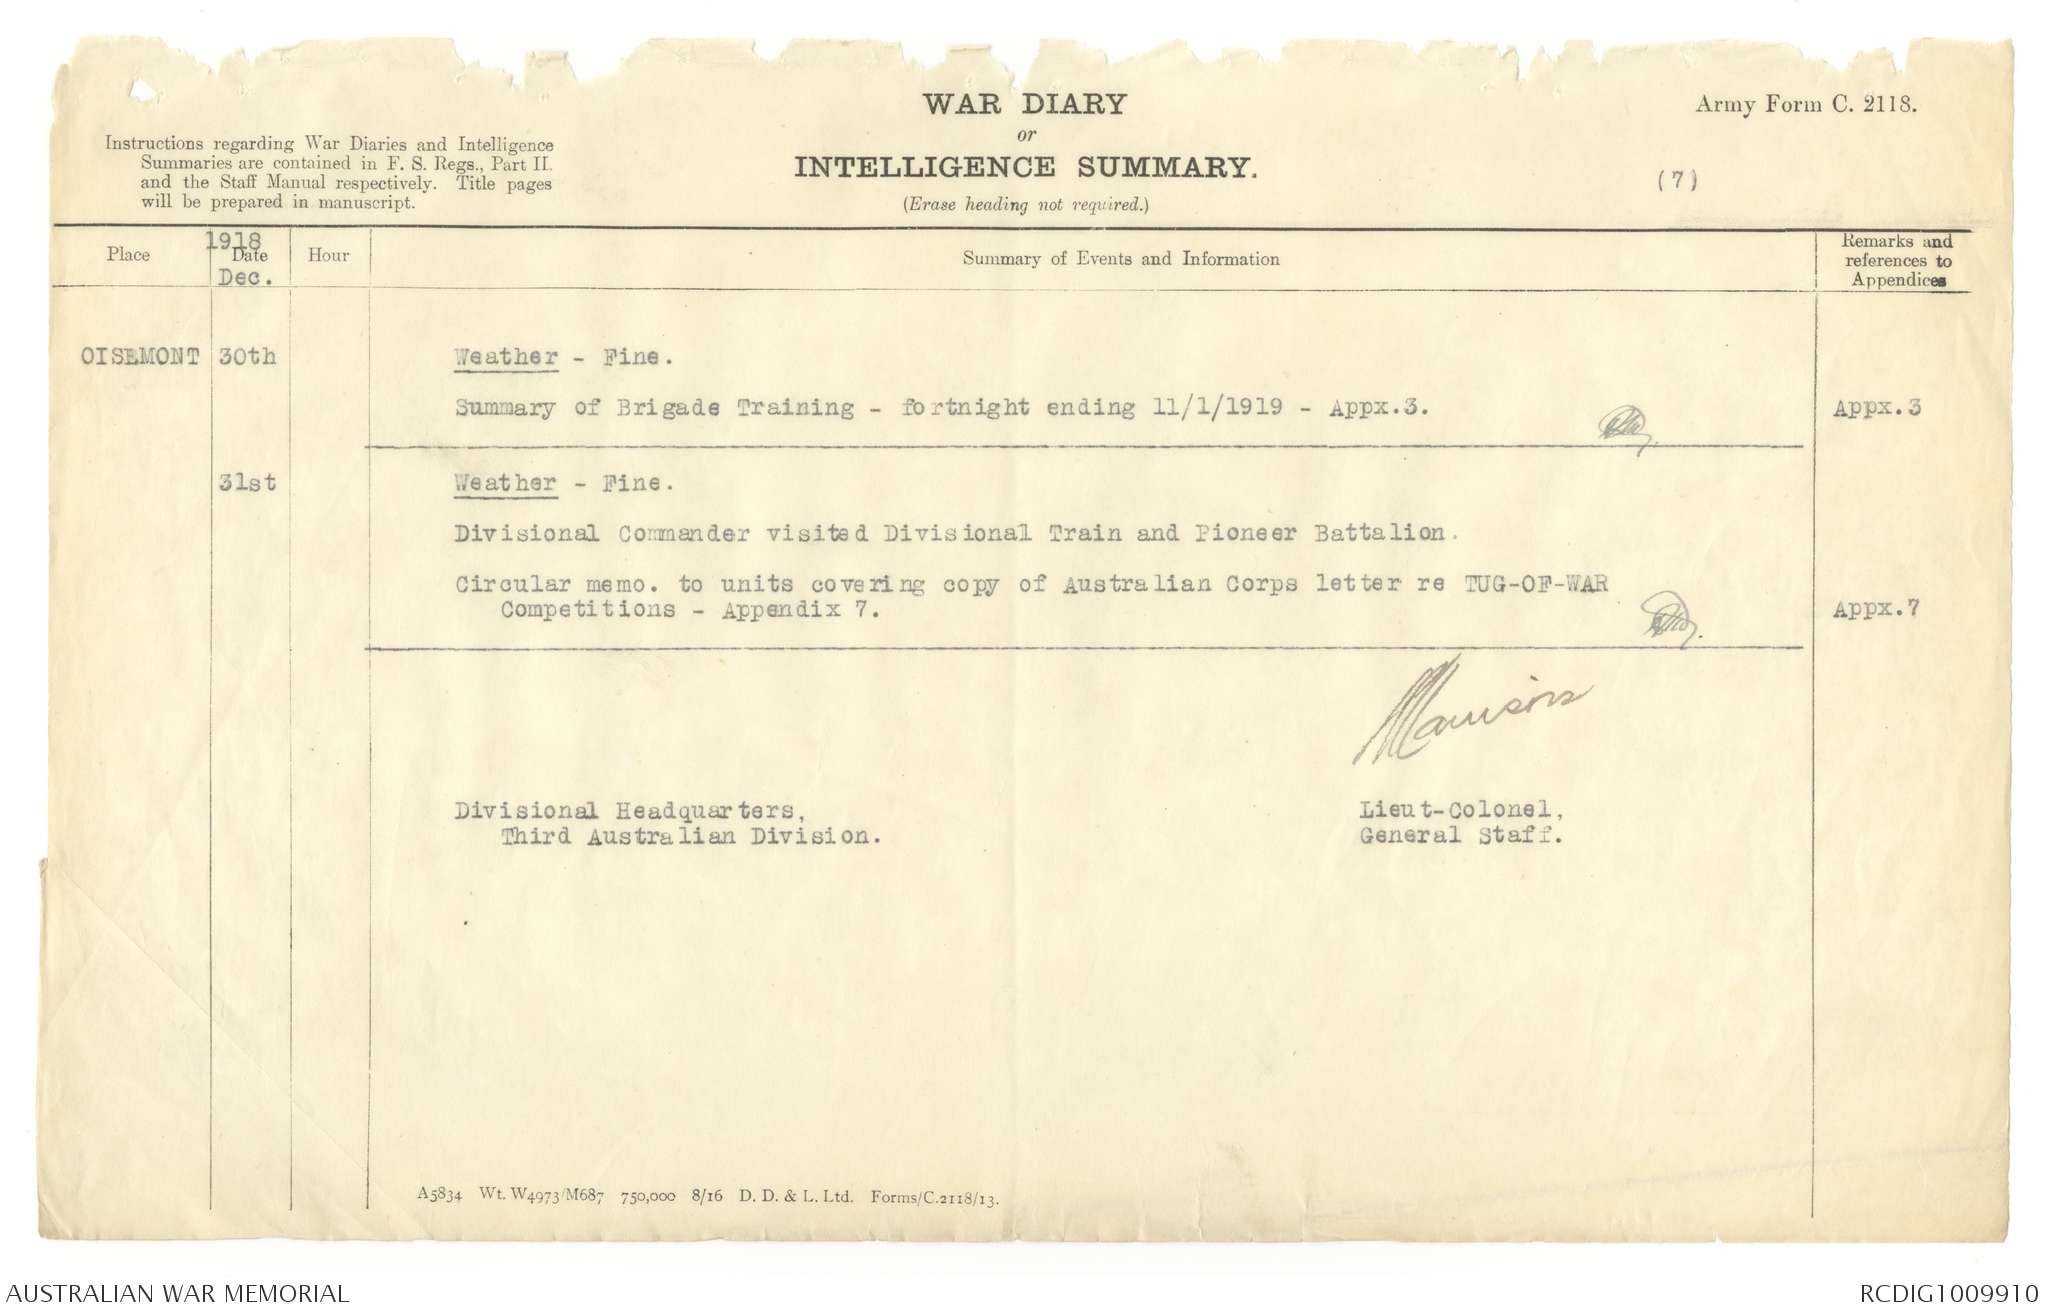 WAR DIARY
or
INTELLIGENCE SUMMARY.
(Erase heading not required.)
Army Form C. 2118.
Instructions regarding War Diaries and Intelligence
Summaries are contained in F. S. Regs., Part II.
and the Staff Manual respectively. Title pages
will be prepared in manuscript.
(7)
Place
1918
Date
Dec.
Hour
Summary of Events and Information
Remarks and
references to
Appendices
OISEMONT 30th Weather - Fine.
Summary of Brigade Training - fortnight ending 11/1/1919 - Appx.3. Appx.3
31st Weather - Fine.
Divisional Commander visited Divisional Train and Pioneer Battalion.
Circular memo. to units covering copy of Australian Corps letter re TUG-OF-WAR
Competitions - Appendix 7. Appx.7
Divisional Headquarters, Lieut-Colonel,
Third Australian Division. General Staff.
A5834 Wt. W4973/M687 750,000 8/16 D. D. & L. Ltd. Forms/C.2118/13.
AUSTRALIAN WAR MEMORIAL RCDIG1009910